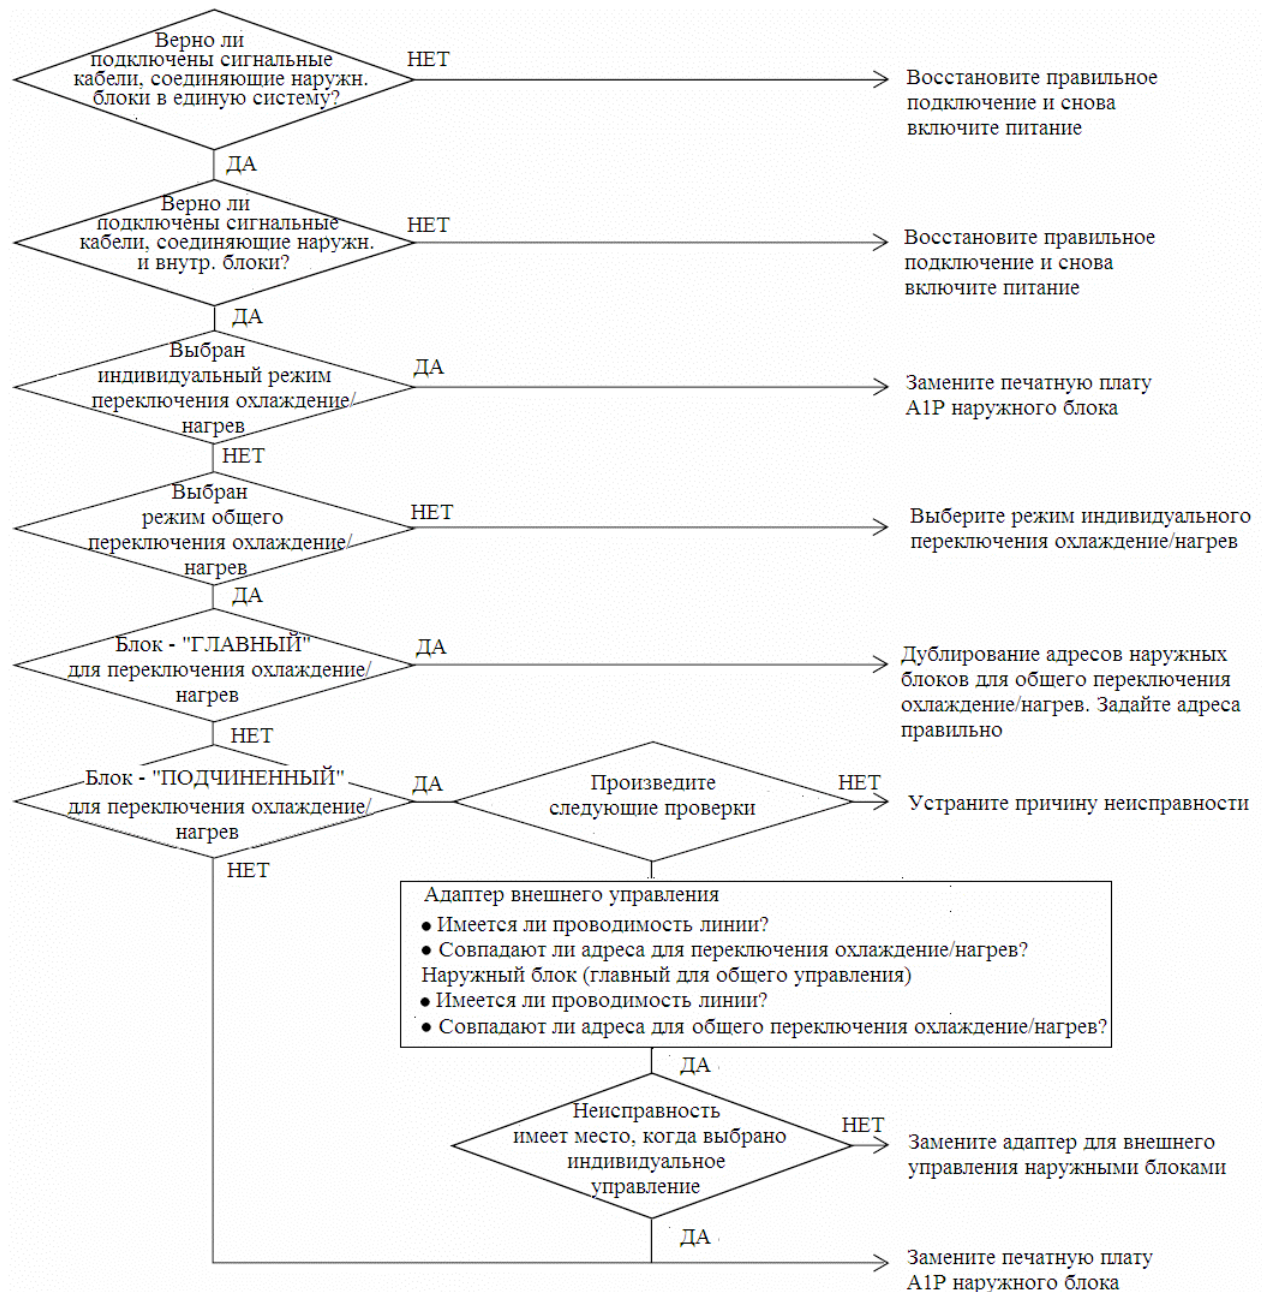 Верно ли
подключены сигнальные
кабели, соединяющие наружн.
блоки в единую систему?
НЕТ
Восстановите правильное
подключение и снова
включите питание
ДА
Верно ли
подключены сигнальные
кабели, соединяющие наружн.
и внутр. блоки?
НЕТ
Восстановите правильное
подключение и снова
включите питание
ДА
Выбран
индивидуальный режим
переключения охлаждение/
нагрев
ДА
Замените печатную плату
А1Р наружного блока
НЕТ
Выбран
режим общего
переключения охлаждение/
нагрев
НЕТ
Выберите режим индивидуального
переключения охлаждение/нагрев
ДА
Блок - "ГЛАВНЫЙ"
для переключения охлаждение/
нагрев
ДА
Дублирование адресов наружных
блоков для общего переключения
охлаждение/нагрев. Задайте адреса
правильно
НЕТ
Блок - "ПОДЧИНЕННЫЙ"
для переключения охлаждение/
нагрев
ДА
Произведите
следующие проверки
НЕТ
Устраните причину неисправности
НЕТ
Адаптер внешнего управления
● Имеется ли проводимость линии?
● Совпадают ли адреса для переключения охлаждение/нагрев?
Наружный блок (главный для общего управления)
● Имеется ли проводимость линии?
● Совпадают ли адреса для общего переключения охлаждение/нагрев?
ДА
Неисправность
имеет место, когда выбрано
индивидуальное
управление
НЕТ
Замените адаптер для внешнего
управления наружными блоками
ДА
Замените печатную плату
А1Р наружного блока